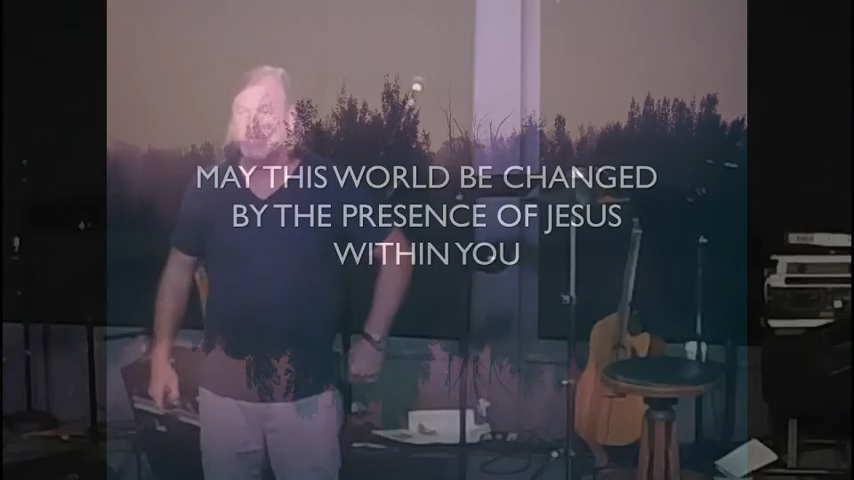 MAY THIS WORLD BE CHANGED
BY THE PRESENCE OF JESUS
WITHIN YOU